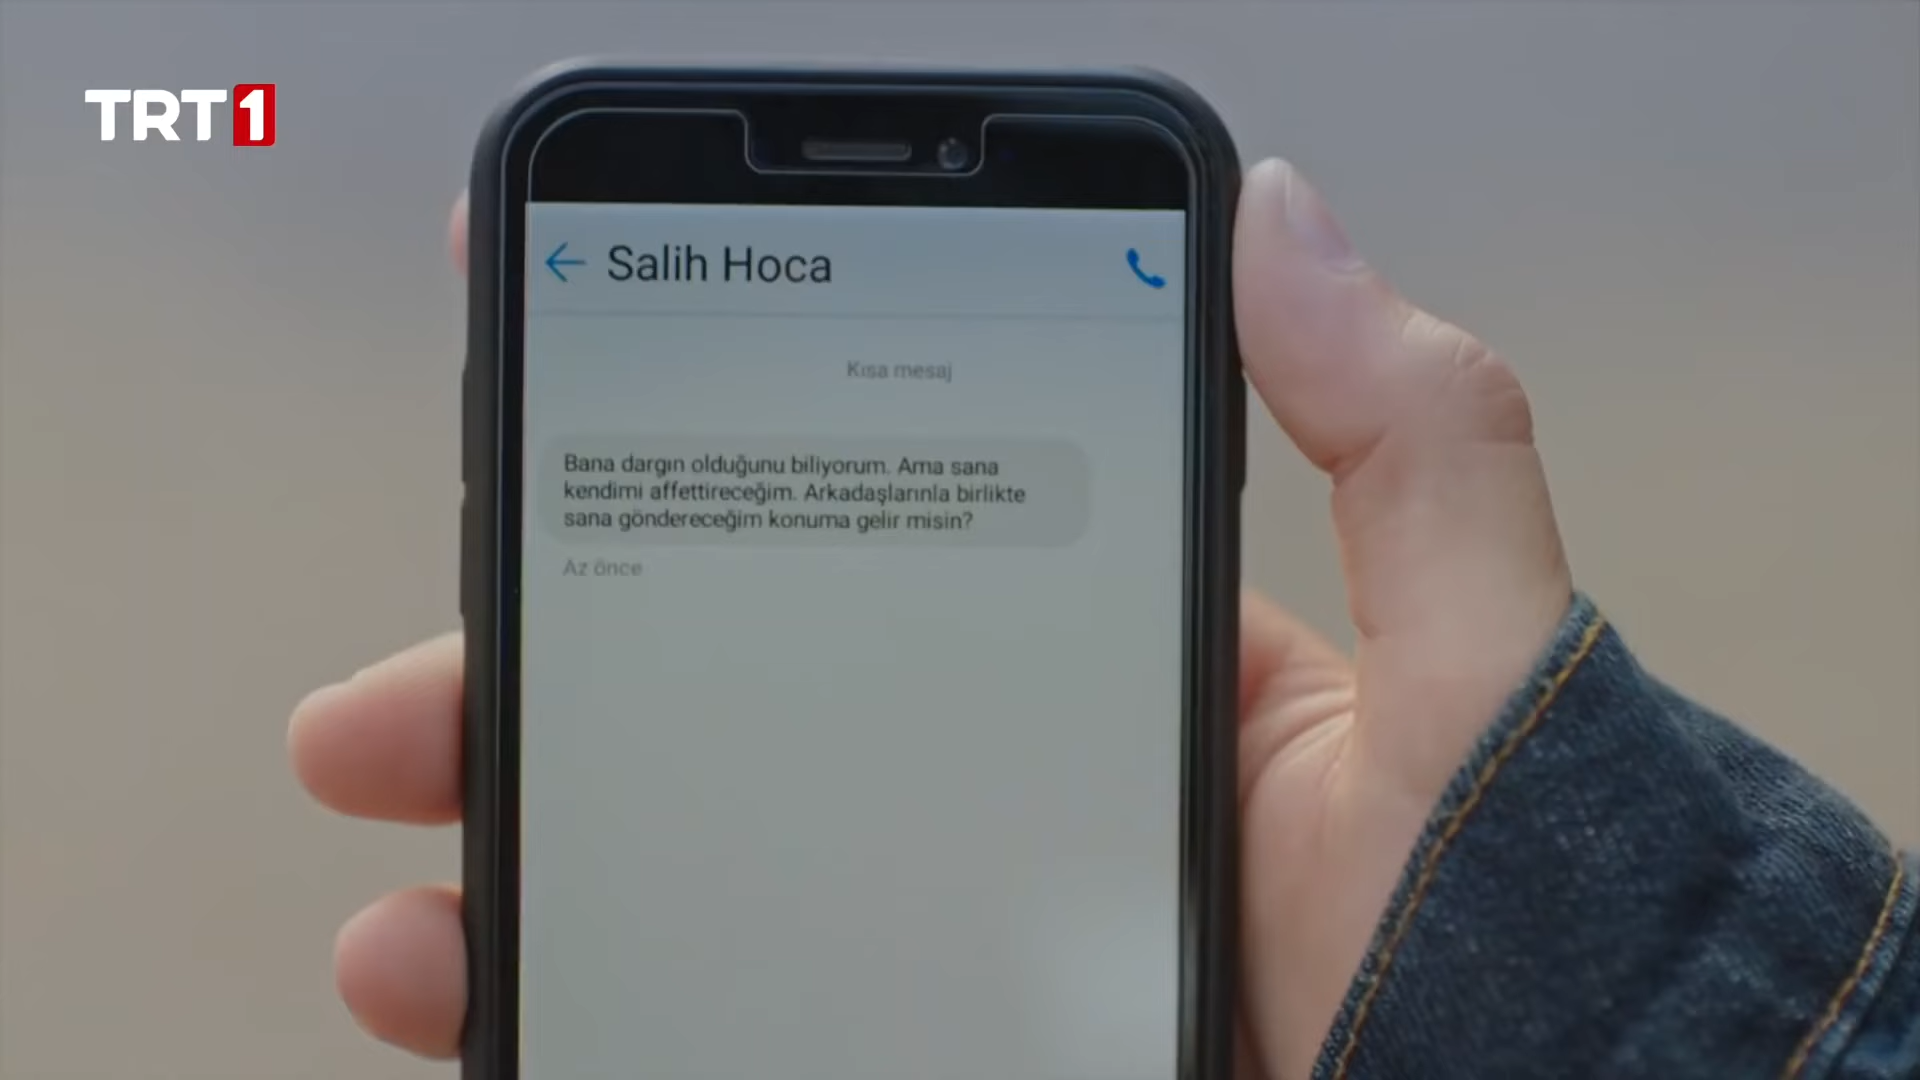 TRT1
Salih Hoca
Kısa mesaj
Bana dargın olduğunu biliyorum. Ama sana
kendimi affettireceğim. Arkadaşlarınla birlikte
sana göndereceğim konuma gelir misin?
Az önce